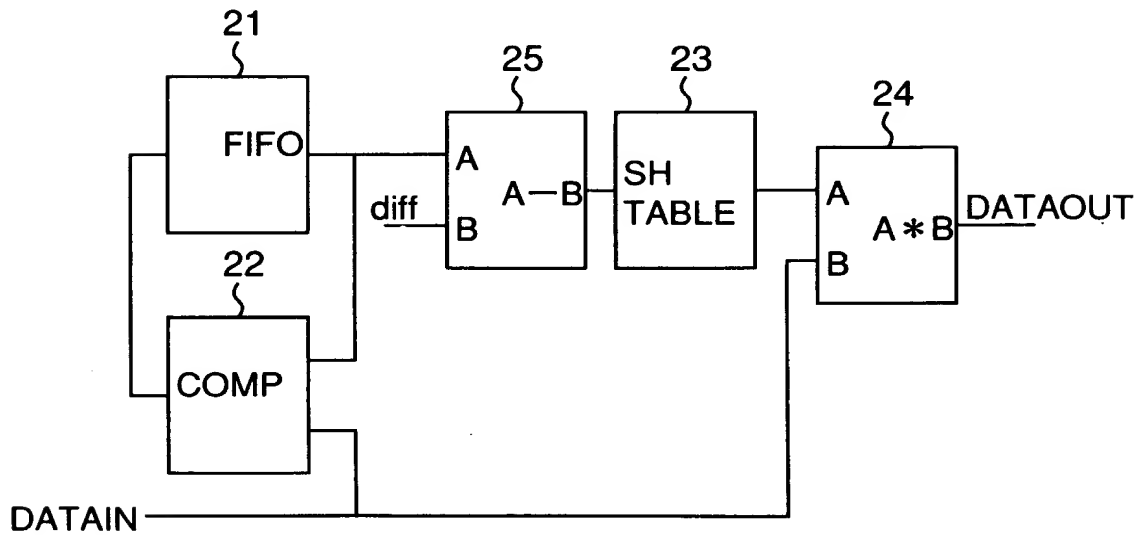 21
25
23
24
FIFO
A
diff
B
A—B
SH
TABLE
A
B
A*B
DATAOUT
22
COMP
DATAIN